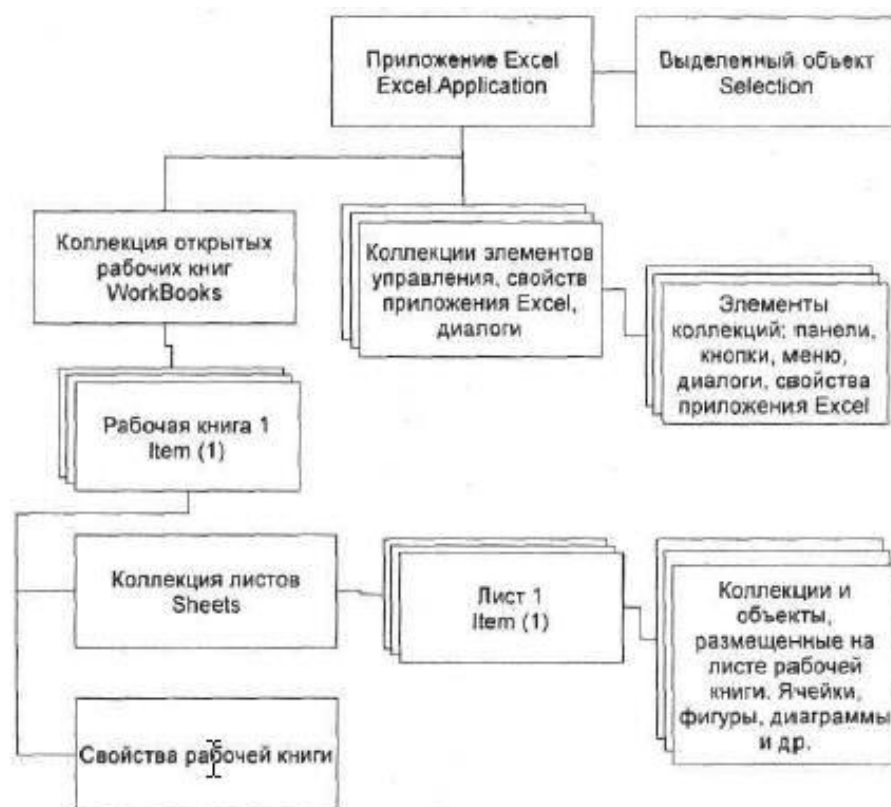 Приложение Excel
Excel.Application
Выделенный объект
Selection
Коллекция открытых
рабочих книг
WorkBooks
Коллекции элементов
управления, свойств
приложения Excel,
диалоги
Элементы
коллекций: панели,
кнопки, меню,
диалоги, свойства
приложения Excel
Рабочая книга 1
Item (1)
Коллекция листов
Sheets
Лист 1
Item (1)
Коллекции и
объекты,
размещенные на
листе рабочей
книги. Ячейки,
фигуры, диаграммы
и др.
Свойства рабочей книги